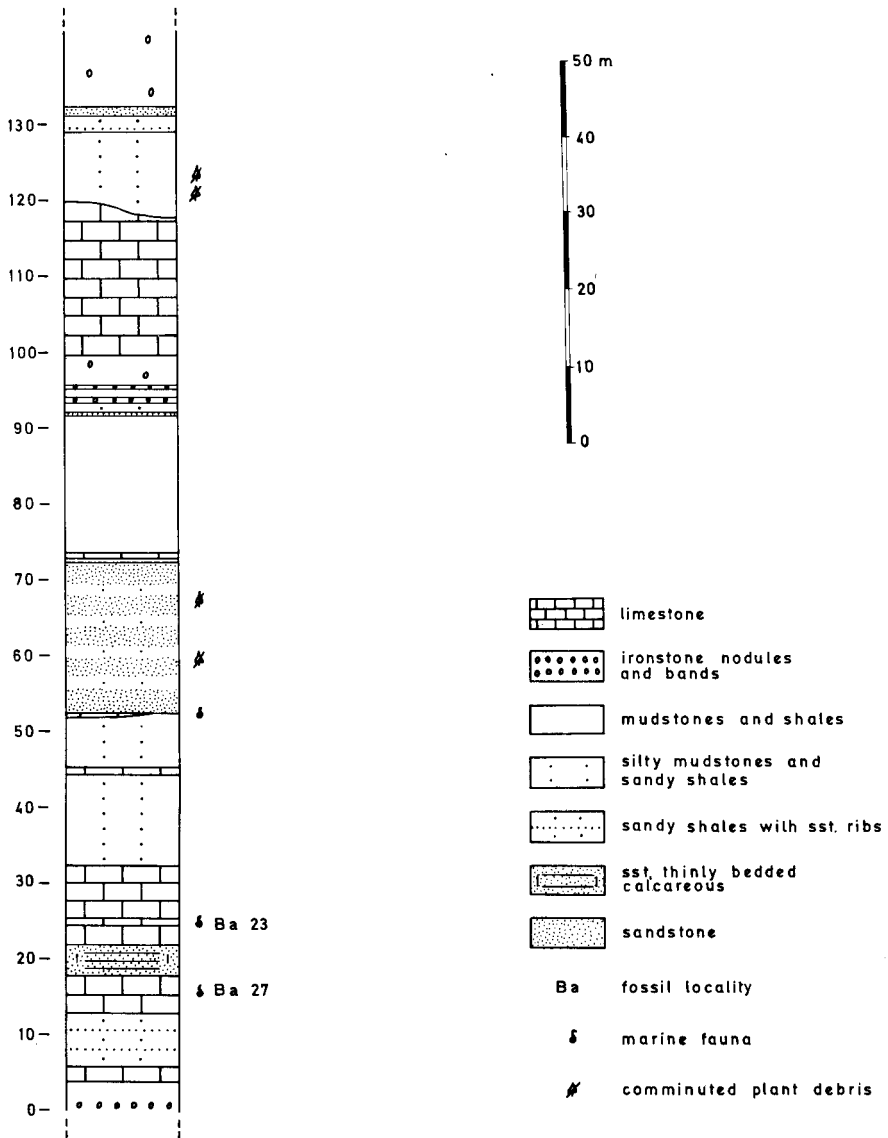 130
120
110
100
90
80
70
60
50
40
30
20
10
0
Ba 23
Ba 27
50 m
40
30
20
10
0
limestone
ironstone nodules
and bands
mudstones and shales
silty mudstones and
sandy shales
sandy shales with sst. ribs
sst. thinly bedded
calcareous
sandstone
Ba fossil locality
marine fauna
comminuted plant debris